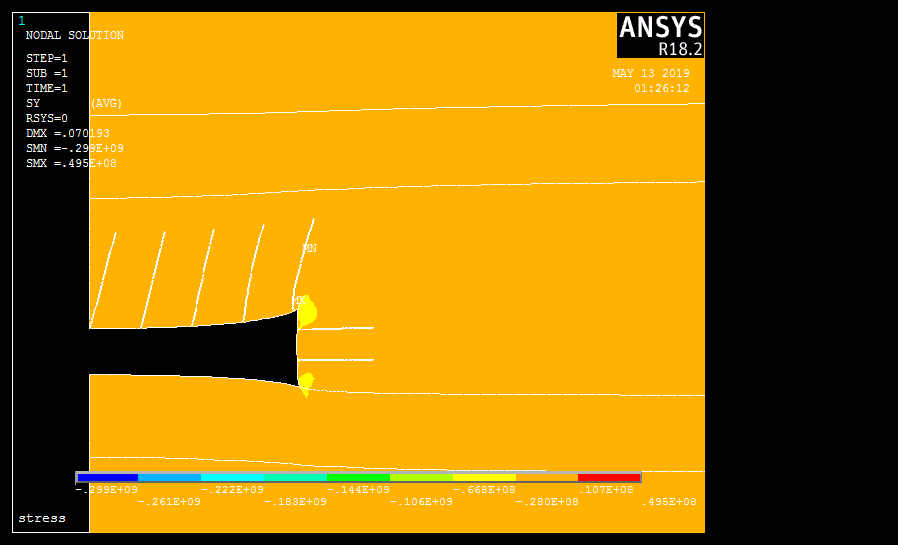 1
NODAL SOLUTION
STEP=1
SUB =1
TIME=1
SY (AVG)
RSYS=0
DMX =.070193
SMN =-.299E+09
SMX =.495E+08
ANSYS
R18.2
MAY 13 2019
01:26:12
MN
MX
-.299E+09 -.222E+09 -.144E+09 -.668E+08 .107E+08
-.261E+09 -.183E+09 -.106E+09 -.280E+08 .495E+08
stress